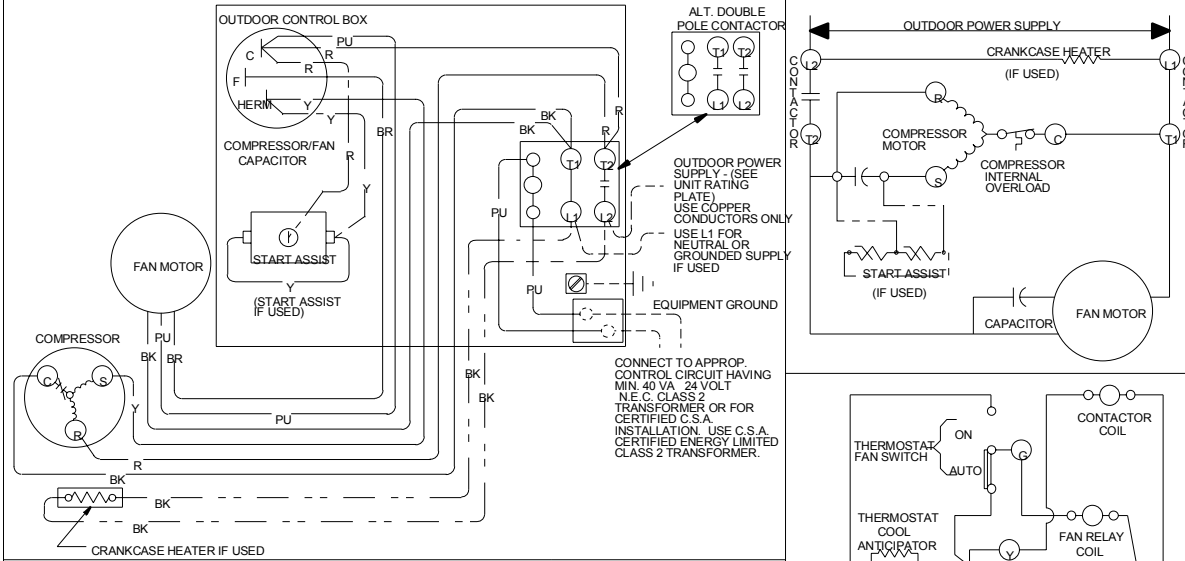 OUTDOOR CONTROL BOX
PU
R
C
R
F
HERM
Y
Y
BR
COMPRESSOR/FAN
CAPACITOR
R
Y
START ASSIST
Y
(START ASSIST
IF USED)
FAN MOTOR
PU
BK
BR
COMPRESSOR
C
S
R
Y
PU
R
BK
BK
BK
CRANKCASE HEATER IF USED
BK
BK
ALT. DOUBLE
POLE CONTACTOR
T1
T2
L1
L2
BK
BK
R
R
T1
T2
L1
L2
PU
PU
OUTDOOR POWER
SUPPLY - (SEE
UNIT RATING
PLATE)
USE COPPER
CONDUCTORS ONLY
USE L1 FOR
NEUTRAL OR
GROUNDED SUPPLY
IF USED
EQUIPMENT GROUND
CONNECT TO APPROP.
CONTROL CIRCUIT HAVING
MIN. 40 VA 24 VOLT
N.E.C. CLASS 2
TRANSFORMER OR FOR
CERTIFIED C.S.A.
INSTALLATION. USE C.S.A.
CERTIFIED ENERGY LIMITED
CLASS 2 TRANSFORMER.
OUTDOOR POWER SUPPLY
CONTACTOR
L2
T2
CRANKCASE HEATER
(IF USED)
L1
T1
R
COMPRESSOR
MOTOR
S
C
COMPRESSOR
INTERNAL
OVERLOAD
START ASSIST
(IF USED)
CAPACITOR
FAN MOTOR
CONTACTOR
COIL
THERMOSTAT
FAN SWITCH
ON
AUTO
G
THERMOSTAT
COOL
ANTICIPATOR
Y
FAN RELAY
COIL